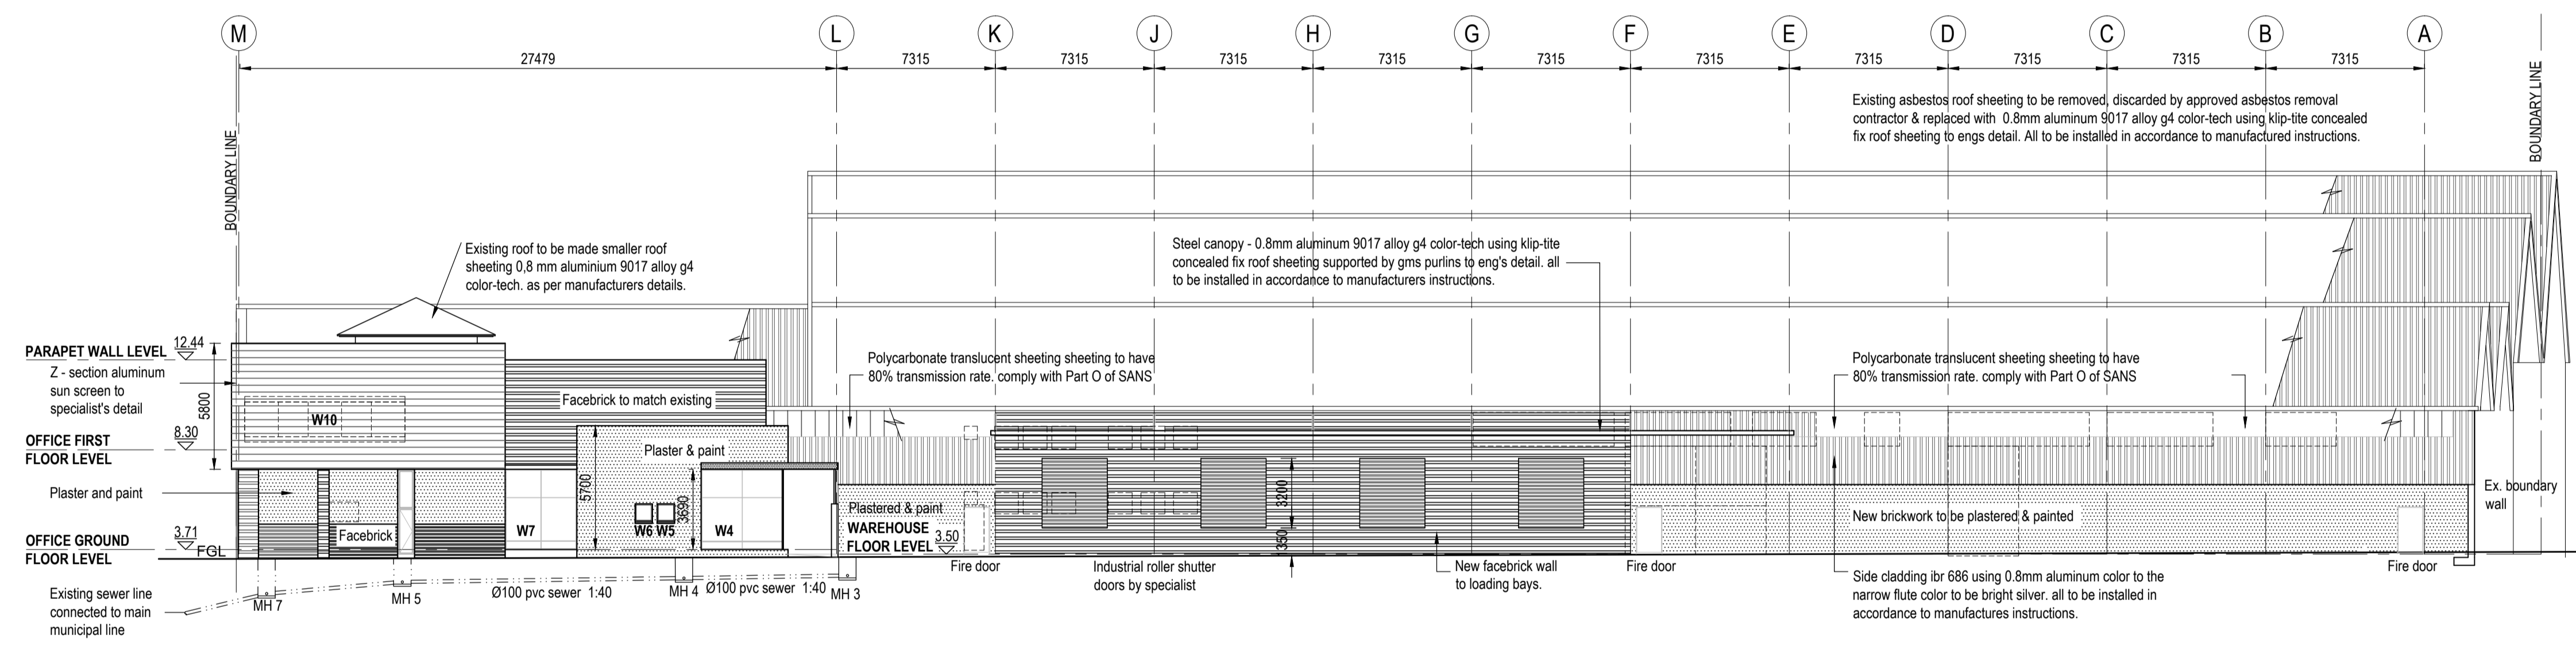 M
L
K
J
H
G
F
E
D
C
B
A
27479
7315
7315
7315
7315
7315
7315
7315
7315
7315
7315
BOUNDARY LINE
BOUNDARY LINE
Existing asbestos roof sheeting to be removed, discarded by approved asbestos removal
contractor & replaced with 0.8mm aluminum 9017 alloy g4 color-tech using klip-tite concealed
fix roof sheeting to engs detail. All to be installed in accordance to manufactured instructions.
Existing roof to be made smaller roof
sheeting 0,8 mm aluminium 9017 alloy g4
color-tech. as per manufacturers details.
Steel canopy - 0.8mm aluminum 9017 alloy g4 color-tech using klip-tite
concealed fix roof sheeting supported by gms purlins to eng's detail. all
to be installed in accordance to manufacturers instructions.
PARAPET WALL LEVEL
12.44
Z - section aluminum
sun screen to
specialist's detail
5800
W10
Facebrick to match existing
Polycarbonate translucent sheeting sheeting to have
80% transmission rate. comply with Part O of SANS
Polycarbonate translucent sheeting sheeting to have
80% transmission rate. comply with Part O of SANS
OFFICE FIRST
FLOOR LEVEL
8.30
Plaster & paint
Plaster and paint
5700
3690
W7
W6
W5
W4
Facebrick
Plastered & paint
WAREHOUSE
FLOOR LEVEL
3.50
3200
1350
New brickwork to be plastered & painted
Ex. boundary
wall
OFFICE GROUND
FLOOR LEVEL
3.71
FGL
Fire door
Industrial roller shutter
doors by specialist
New facebrick wall
to loading bays.
Fire door
Fire door
Existing sewer line
connected to main
municipal line
MH 7
MH 5
Ø100 pvc sewer 1:40
MH 4
Ø100 pvc sewer 1:40
MH 3
Side cladding ibr 686 using 0.8mm aluminum color to the
narrow flute color to be bright silver. all to be installed in
accordance to manufactures instructions.